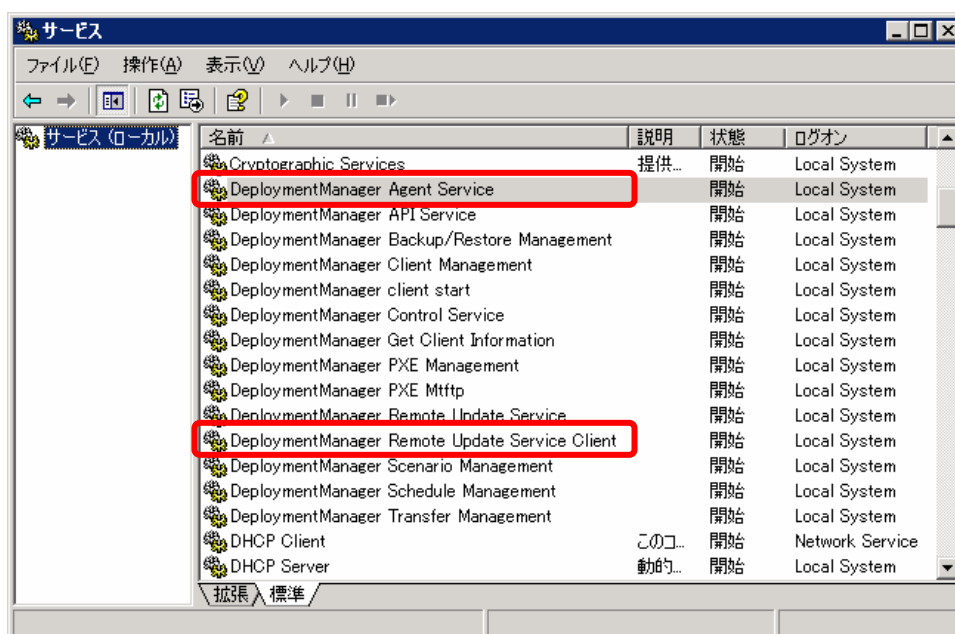 サービス
ファイル(F) 操作(A) 表示(V) ヘルプ(H)
サービス (ローカル)
名前 説明 状態 ログオン
Cryptographic Services 提供... 開始 Local System
DeploymentManager Agent Service 開始 Local System
DeploymentManager API Service 開始 Local System
DeploymentManager Backup/Restore Management 開始 Local System
DeploymentManager Client Management 開始 Local System
DeploymentManager client start 開始 Local System
DeploymentManager Control Service 開始 Local System
DeploymentManager Get Client Information 開始 Local System
DeploymentManager PXE Management 開始 Local System
DeploymentManager PXE Mtftp 開始 Local System
DeploymentManager Remote Update Service 開始 Local System
DeploymentManager Remote Update Service Client 開始 Local System
DeploymentManager Scenario Management 開始 Local System
DeploymentManager Schedule Management 開始 Local System
DeploymentManager Transfer Management 開始 Local System
DHCP Client このコ... 開始 Network Service
DHCP Server 動的... 開始 Local System
拡張 標準